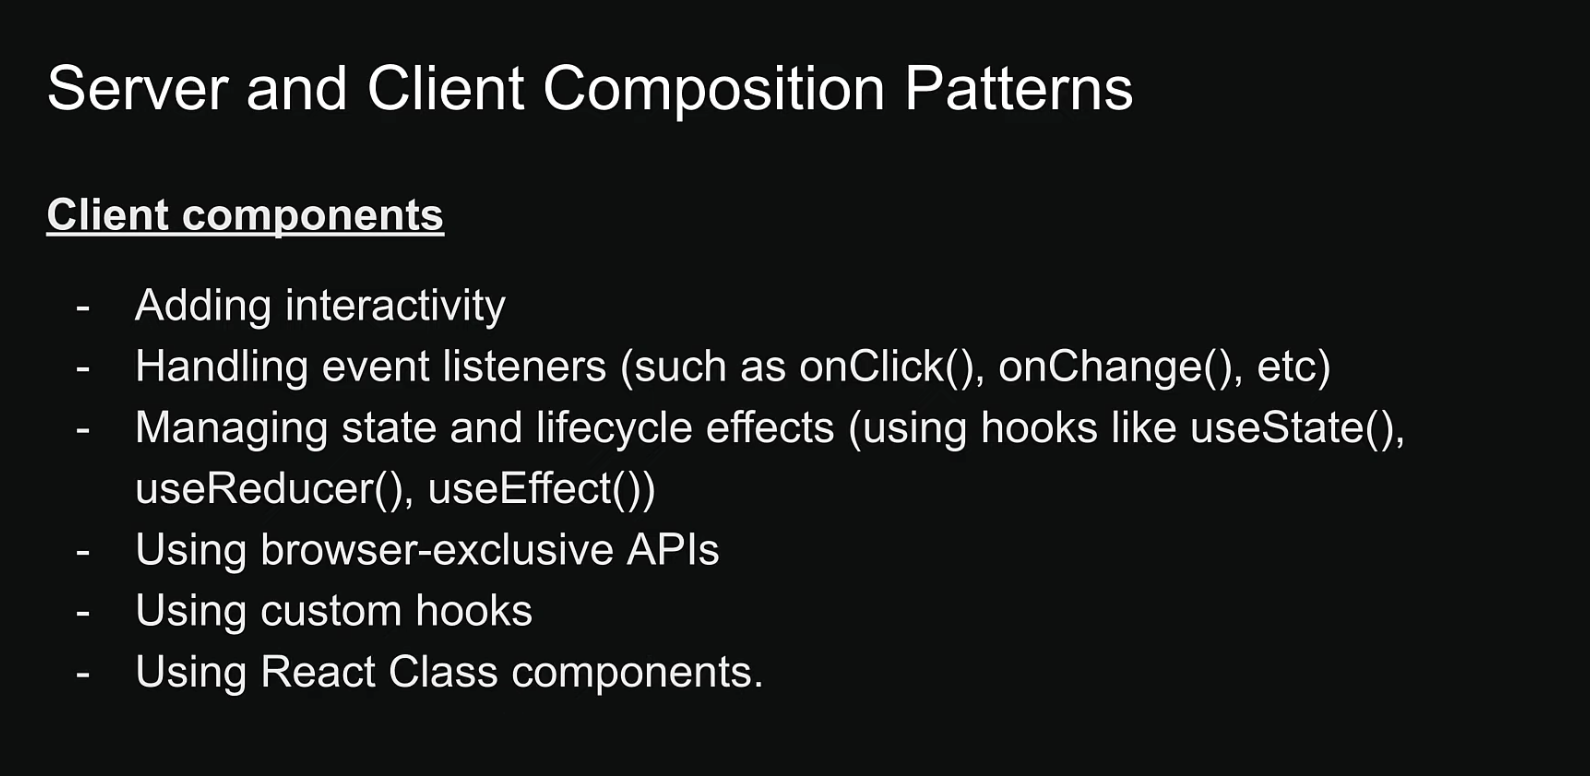 Server and Client Composition Patterns
Client components
- Adding interactivity
- Handling event listeners (such as onClick(), onChange(), etc)
- Managing state and lifecycle effects (using hooks like useState(),
useReducer(), useEffect())
- Using browser-exclusive APIs
- Using custom hooks
- Using React Class components.